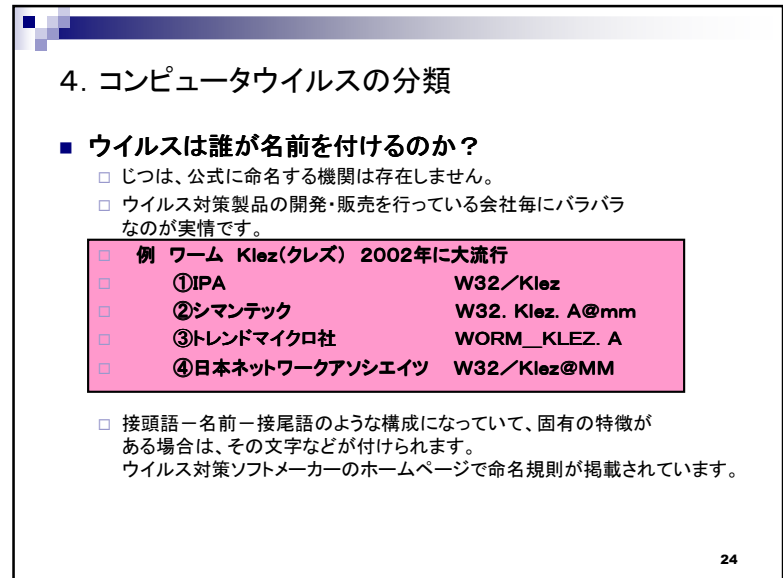 ４．コンピュータウイルスの分類
ウイルスは誰が名前を付けるのか？
じつは、公式に命名する機関は存在しません。
ウイルス対策製品の開発・販売を行っている会社毎にバラバラ
なのが実情です。
例　ワーム　Klez（クレズ）　2002年に大流行
①IPA　W32／Klez
②シマンテック　W32．Klez．A@mm
③トレンドマイクロ社　WORM＿KLEZ．A
④日本ネットワークアソシエイツ　W32／Klez@MM
接頭語－名前－接尾語のような構成になっていて、固有の特徴が
ある場合は、その文字などが付けられます。
ウイルス対策ソフトメーカーのホームページで命名規則が掲載されています。
24